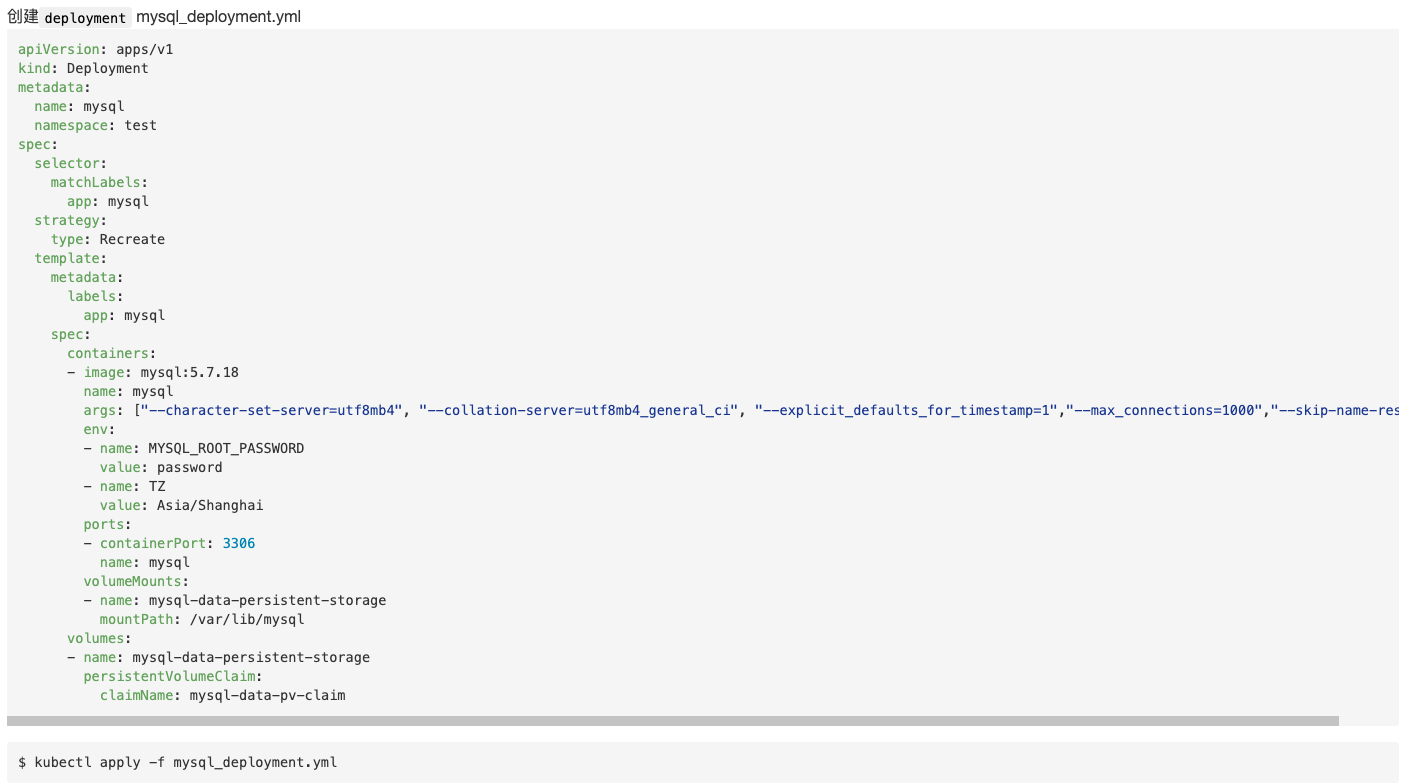 创建 deployment mysql_deployment.yml
apiVersion: apps/v1
kind: Deployment
metadata:
  name: mysql
  namespace: test
spec:
  selector:
    matchLabels:
      app: mysql
  strategy:
    type: Recreate
  template:
    metadata:
      labels:
        app: mysql
    spec:
      containers:
      - image: mysql:5.7.18
        name: mysql
        args: ["--character-set-server=utf8mb4", "--collation-server=utf8mb4_general_ci", "--explicit_defaults_for_timestamp=1","--max_connections=1000","--skip-name-res
        env:
        - name: MYSQL_ROOT_PASSWORD
          value: password
        - name: TZ
          value: Asia/Shanghai
        ports:
        - containerPort: 3306
          name: mysql
        volumeMounts:
        - name: mysql-data-persistent-storage
          mountPath: /var/lib/mysql
      volumes:
      - name: mysql-data-persistent-storage
        persistentVolumeClaim:
          claimName: mysql-data-pv-claim
$ kubectl apply -f mysql_deployment.yml